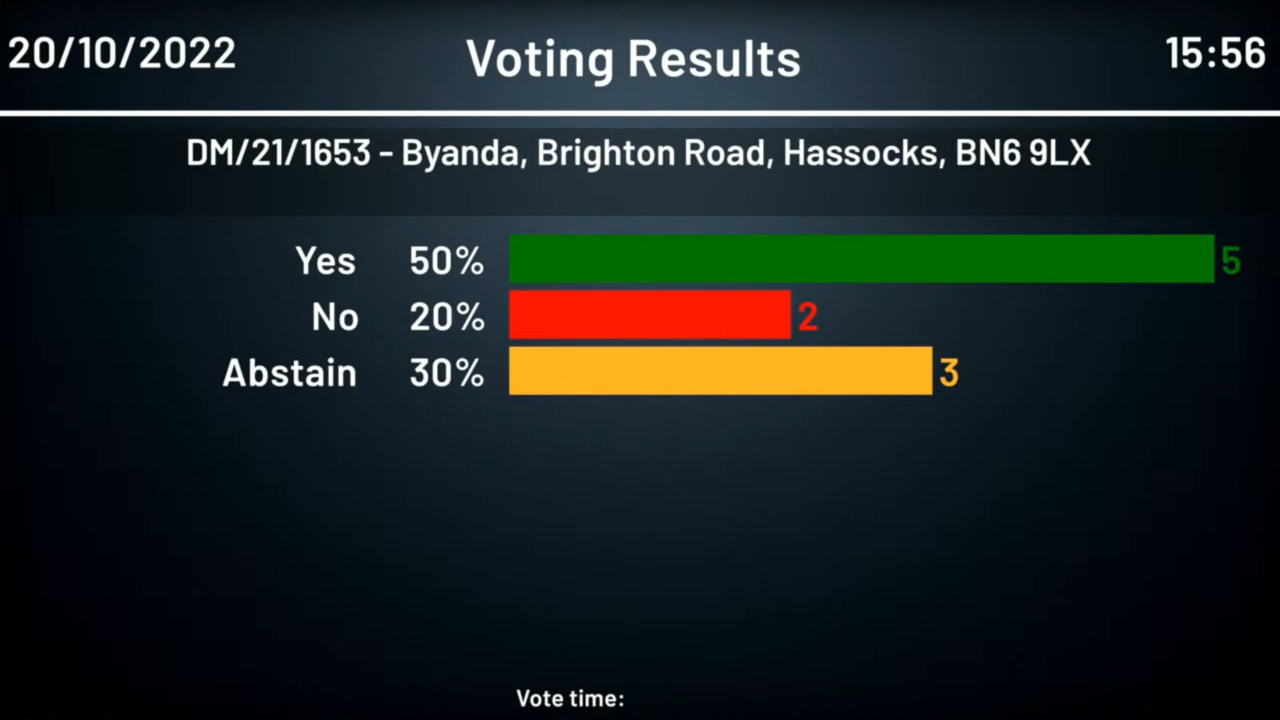 20/10/2022 Voting Results 15:56
DM/21/1653 - Byanda, Brighton Road, Hassocks, BN6 9LX
Yes 50% 5
No 20% 2
Abstain 30% 3
Vote time: